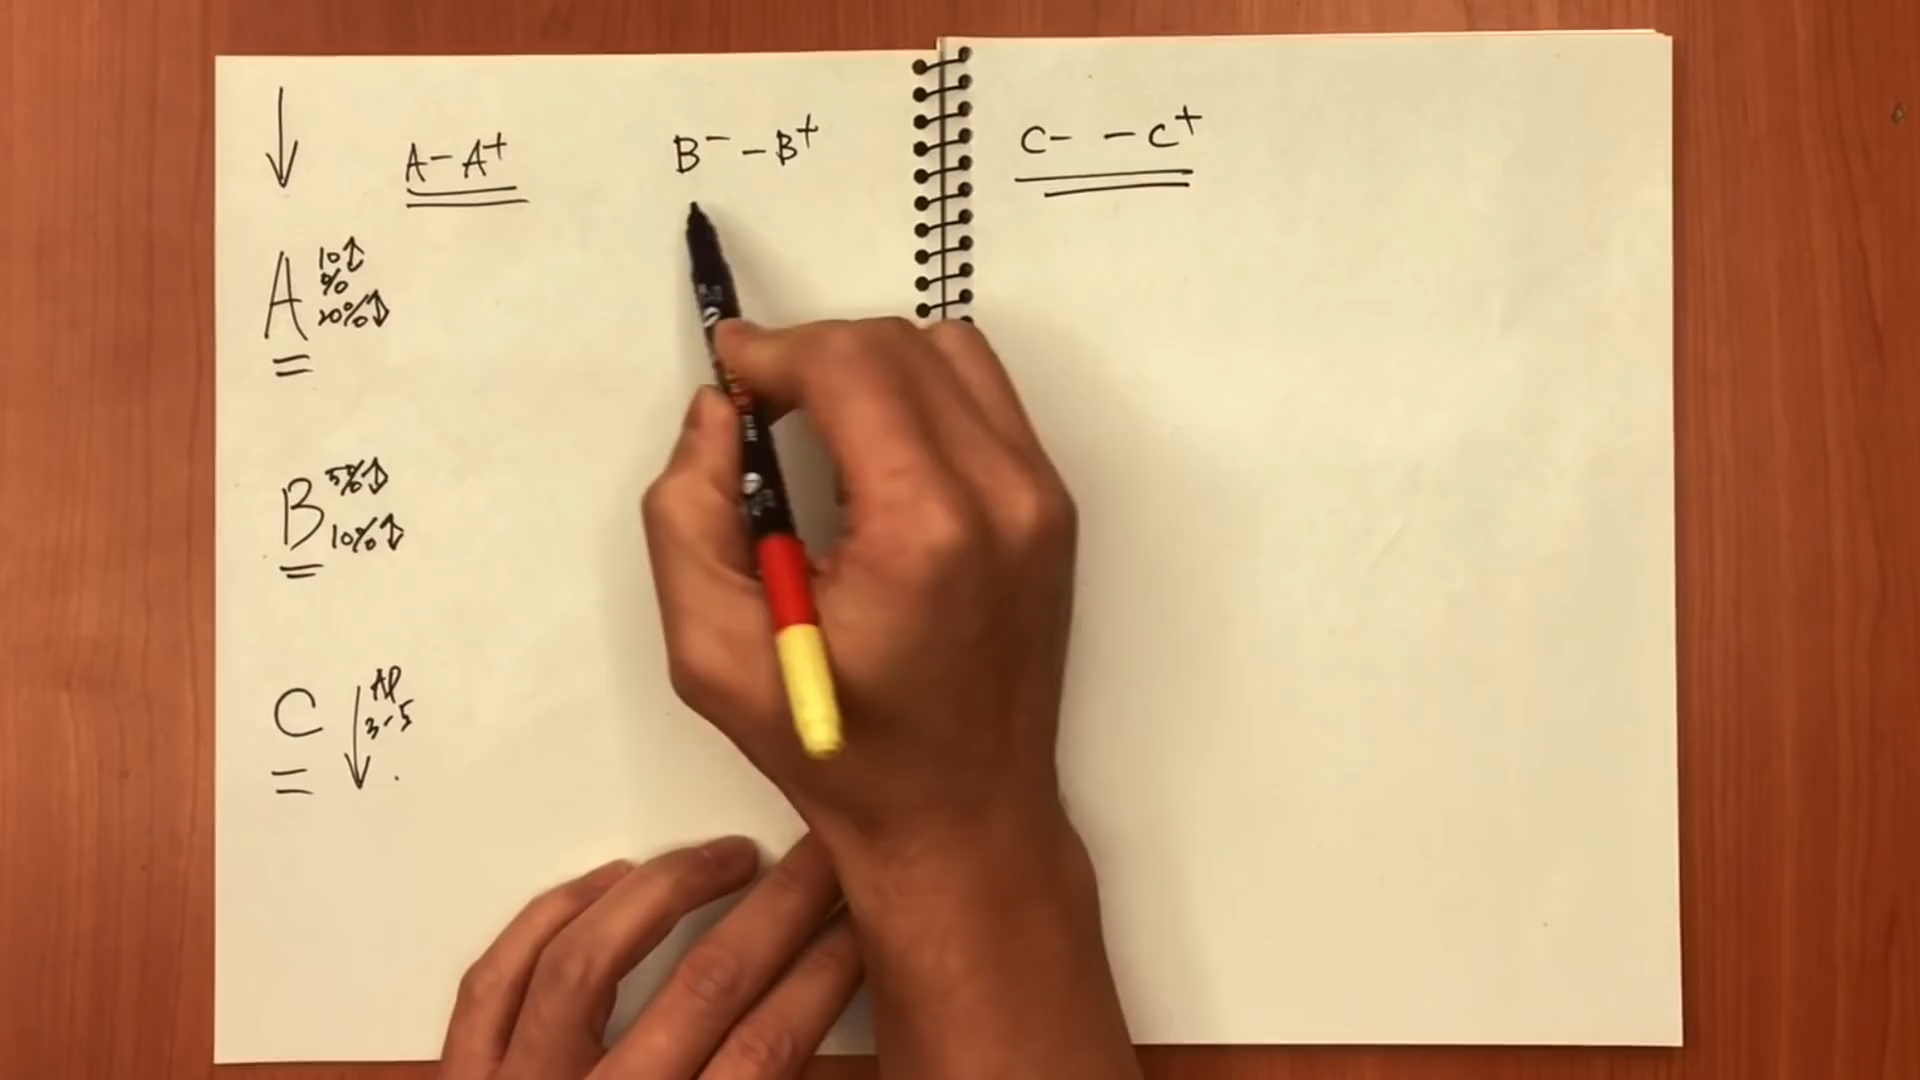 A- A+
B- - B+
C- - C+
A 10↕
%
20%↕
B 5%↕
10%↕
C ↓ AP
3-5